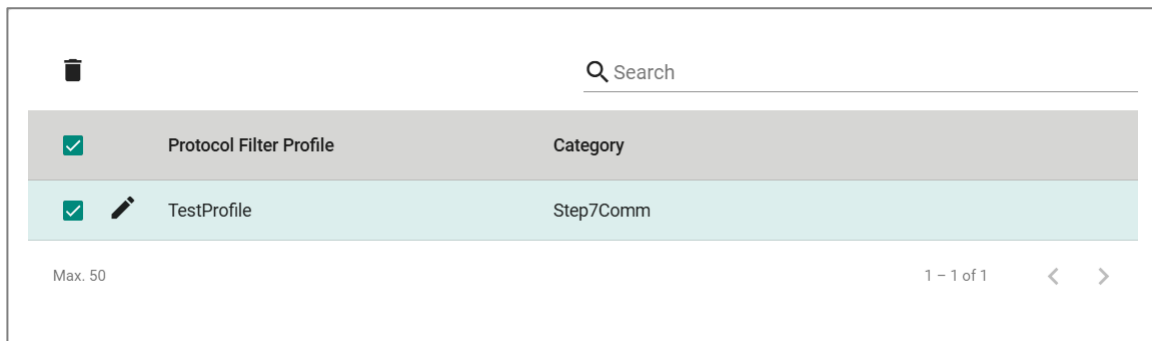 Search
Protocol Filter Profile Category
TestProfile Step7Comm
Max. 50 1 – 1 of 1